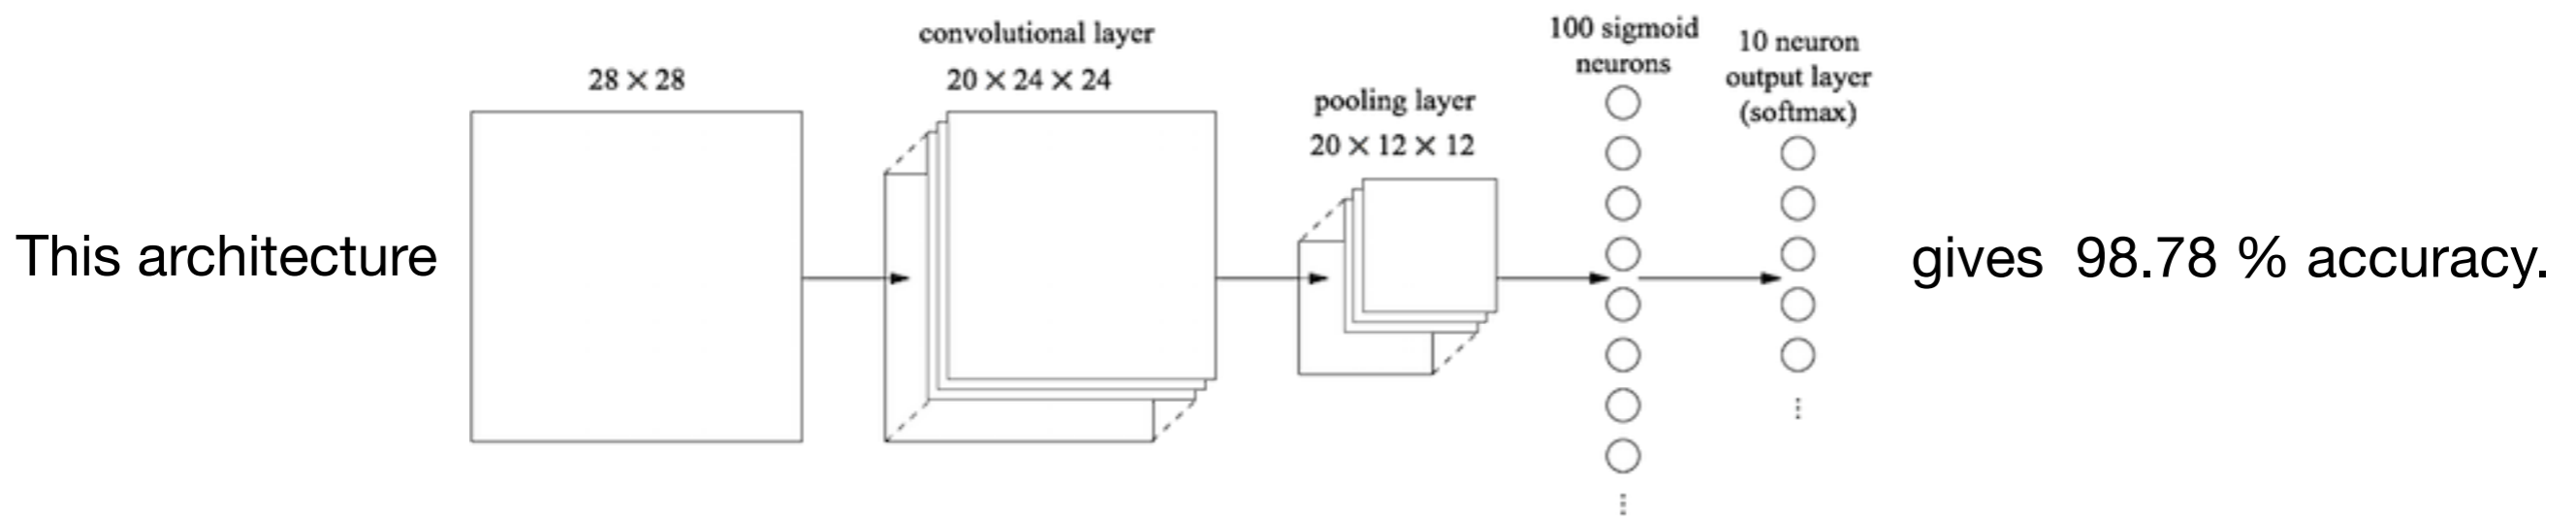 This architecture
28 × 28
convolutional layer
20 × 24 × 24
pooling layer
20 × 12 × 12
100 sigmoid
neurons
10 neuron
output layer
(softmax)
gives 98.78 % accuracy.